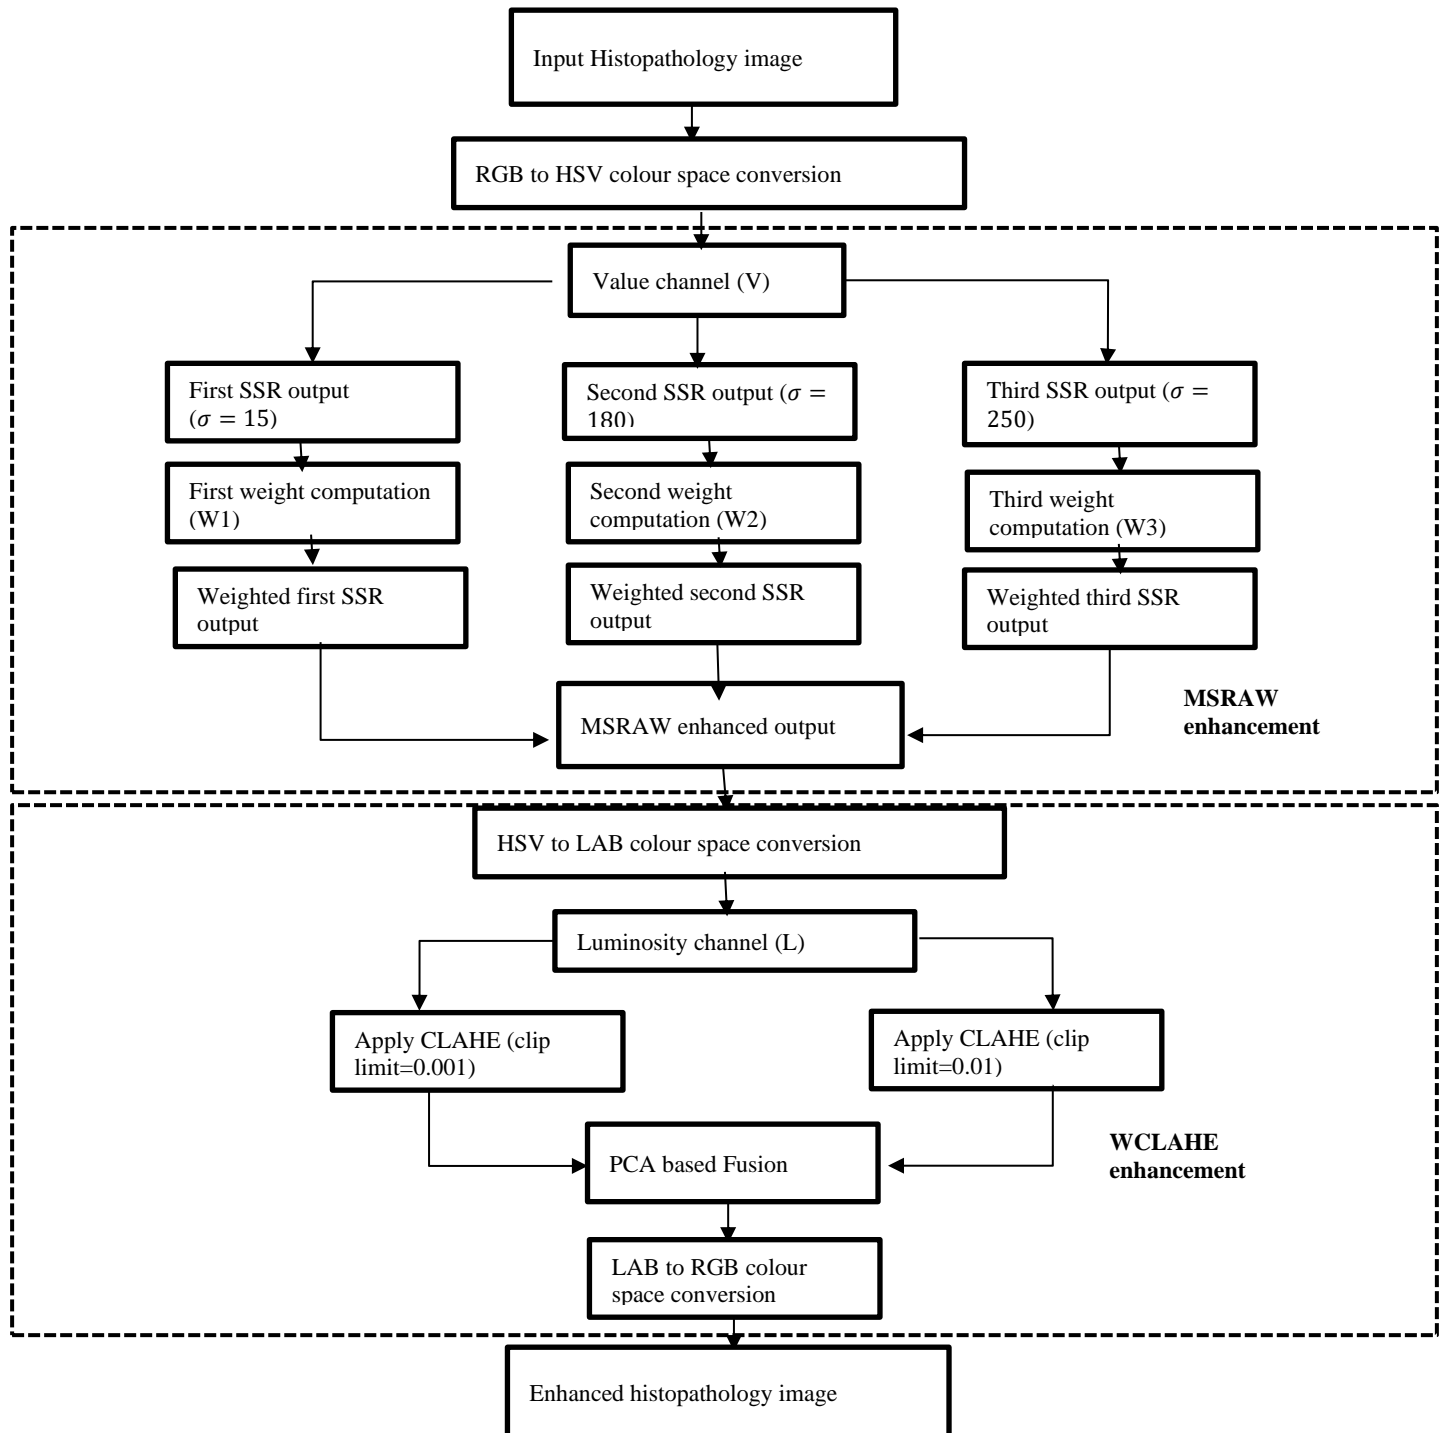 Input Histopathology image
RGB to HSV colour space conversion
Value channel (V)
First SSR output
(σ = 15)
Second SSR output (σ =
180)
Third SSR output (σ =
250)
First weight computation
(W1)
Second weight
computation (W2)
Third weight
computation (W3)
Weighted first SSR
output
Weighted second SSR
output
Weighted third SSR
output
MSRAW enhanced output
MSRAW
enhancement
HSV to LAB colour space conversion
Luminosity channel (L)
Apply CLAHE (clip
limit=0.001)
Apply CLAHE (clip
limit=0.01)
PCA based Fusion
WCLAHE
enhancement
LAB to RGB colour
space conversion
Enhanced histopathology image